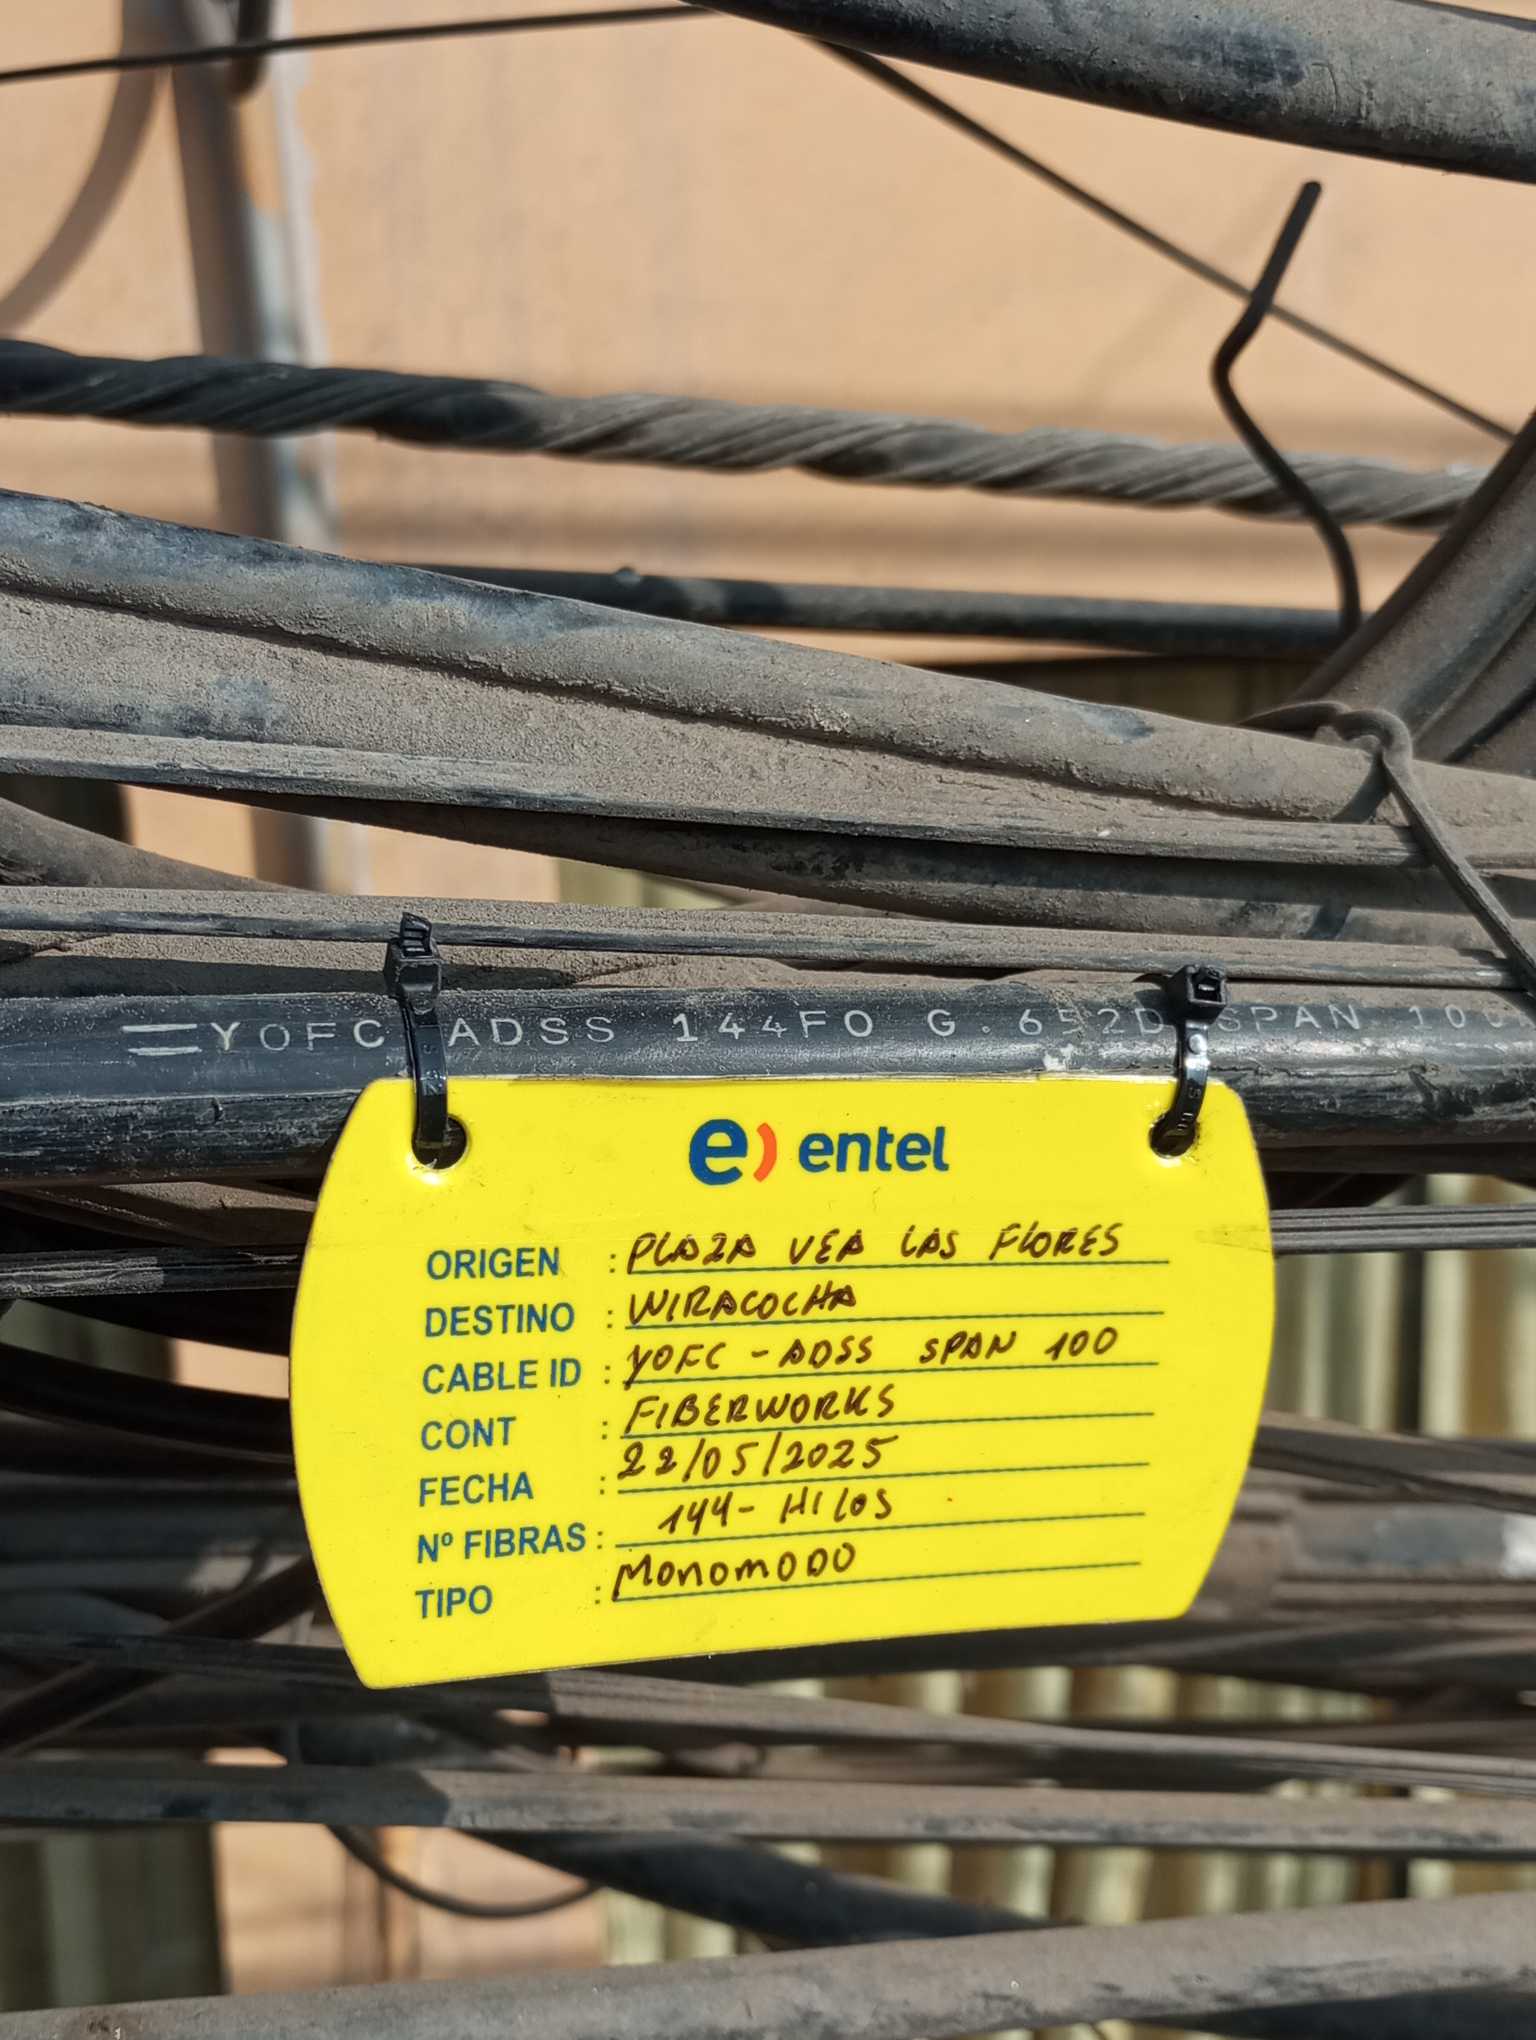 YOFC ADSS 144FO G.652D SPAN 100
e) entel
ORIGEN : PLAZA VEA LAS FLORES
DESTINO : WIRACOCHA
CABLE ID : YOFC - ADSS SPAN 100
CONT : FIBERWORKS
FECHA : 22/05/2025
Nº FIBRAS : 144- HILOS
TIPO : MONOMODO